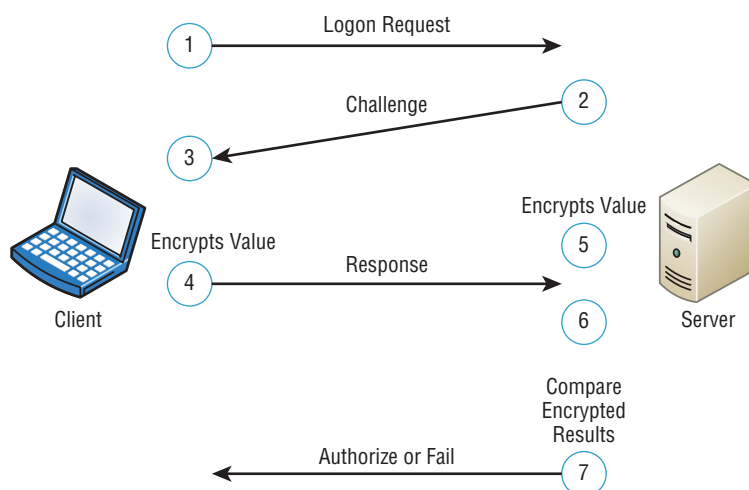 1
Logon Request
2
Challenge
3
Encrypts Value
5
Encrypts Value
4
Response
6
Client
Server
Compare
Encrypted
Results
Authorize or Fail
7